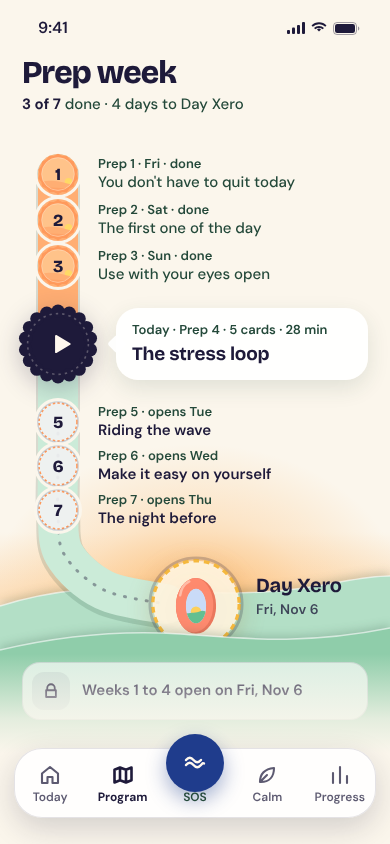 9:41
Prep week
3 of 7 done · 4 days to Day Xero
1
Prep 1 · Fri · done
You don't have to quit today
2
Prep 2 · Sat · done
The first one of the day
3
Prep 3 · Sun · done
Use with your eyes open
Today · Prep 4 · 5 cards · 28 min
The stress loop
5
Prep 5 · opens Tue
Riding the wave
6
Prep 6 · opens Wed
Make it easy on yourself
7
Prep 7 · opens Thu
The night before
Day Xero
Fri, Nov 6
Weeks 1 to 4 open on Fri, Nov 6
Today
Program
SOS
Calm
Progress